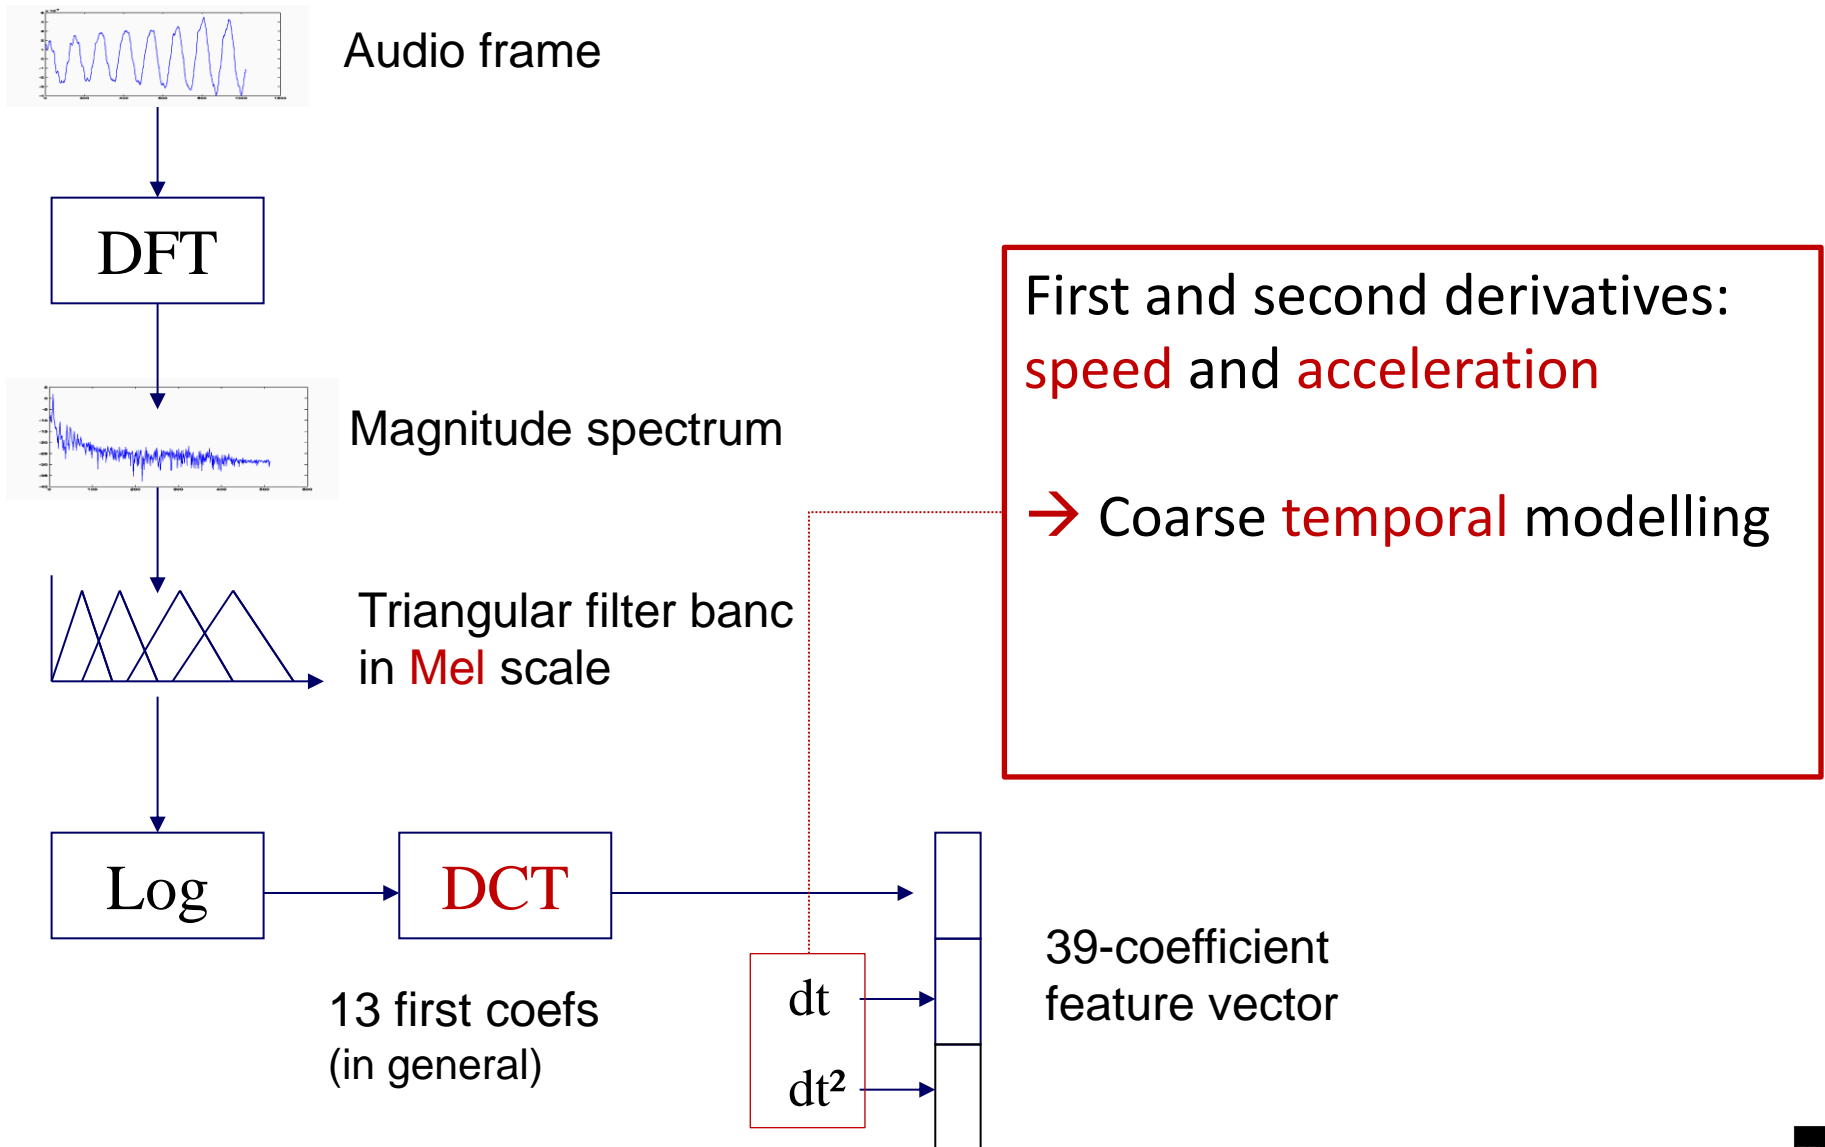 Audio frame
DFT
Magnitude spectrum
Triangular filter banc
in Mel scale
Log
DCT
13 first coefs
(in general)
dt
dt²
39-coefficient
feature vector
First and second derivatives:
speed and acceleration
→ Coarse temporal modelling